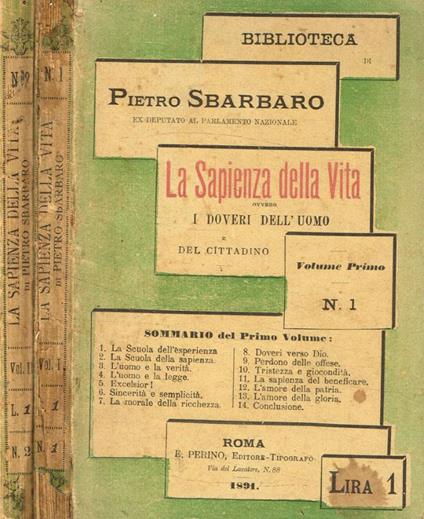 N. 2
LA SAPIENZA DELLA VITA
DI PIETRO SBARBARO
Vol. II
L. 1
N. 2
N. 1
LA SAPIENZA DELLA VITA
DI PIETRO SBARBARO
Vol. I.
L. 1
N. 1
BIBLIOTECA
DI
PIETRO SBARBARO
EX-DEPUTATO AL PARLAMENTO NAZIONALE
La Sapienza della Vita
OVVERO
I DOVERI DELL'UOMO
E
DEL CITTADINO
Volume Primo
N. 1
SOMMARIO del Primo Volume:
1. La Scuola dell'esperienza
2. La Scuola della sapienza.
3. L'uomo e la verità.
4. L'uomo e la legge.
5. Excelsior!
6. Sincerità e semplicità.
7. La morale della ricchezza.
8. Doveri verso Dio.
9. Perdono delle offese.
10. Tristezza e giocondità.
11. La sapienza del beneficare.
12. L'amore della patria.
13. L'amore della gloria.
14. Conclusione.
ROMA
E. PERINO, EDITORE-TIPOGRAFO
Via del Lavatore, N. 88
1891.
LIRA 1